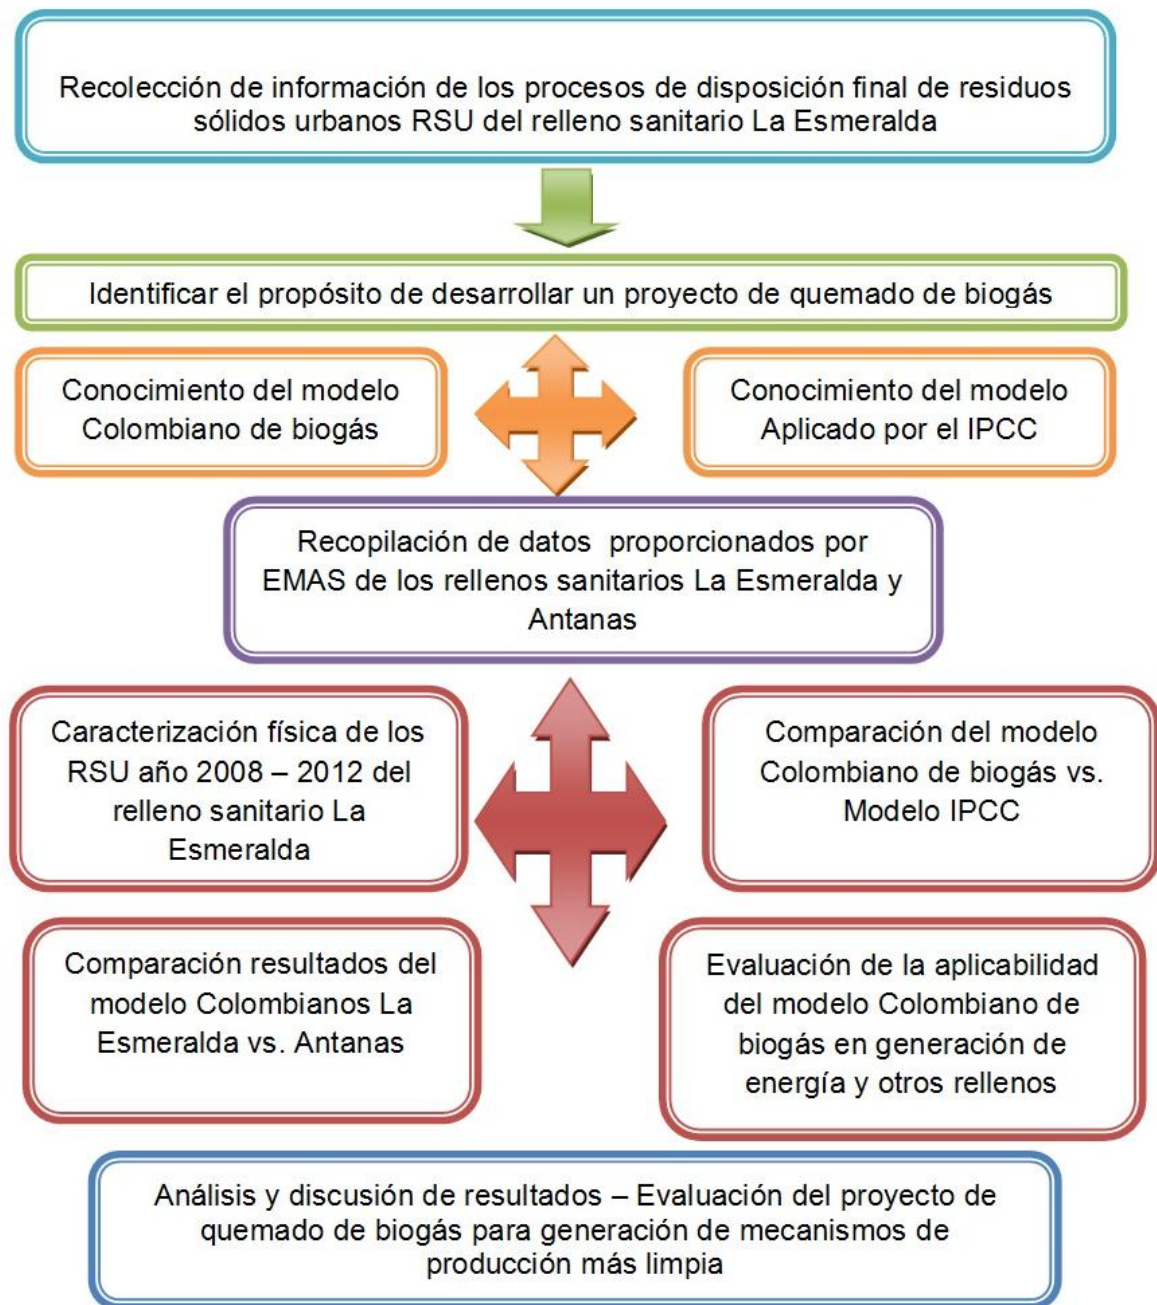 Recolección de información de los procesos de disposición final de residuos
sólidos urbanos RSU del relleno sanitario La Esmeralda
Identificar el propósito de desarrollar un proyecto de quemado de biogás
Conocimiento del modelo
Colombiano de biogás
Conocimiento del modelo
Aplicado por el IPCC
Recopilación de datos proporcionados por
EMAS de los rellenos sanitarios La Esmeralda y
Antanas
Caracterización física de los
RSU año 2008 – 2012 del
relleno sanitario La
Esmeralda
Comparación del modelo
Colombiano de biogás vs.
Modelo IPCC
Comparación resultados del
modelo Colombianos La
Esmeralda vs. Antanas
Evaluación de la aplicabilidad
del modelo Colombiano de
biogás en generación de
energía y otros rellenos
Análisis y discusión de resultados – Evaluación del proyecto de
quemado de biogás para generación de mecanismos de
producción más limpia